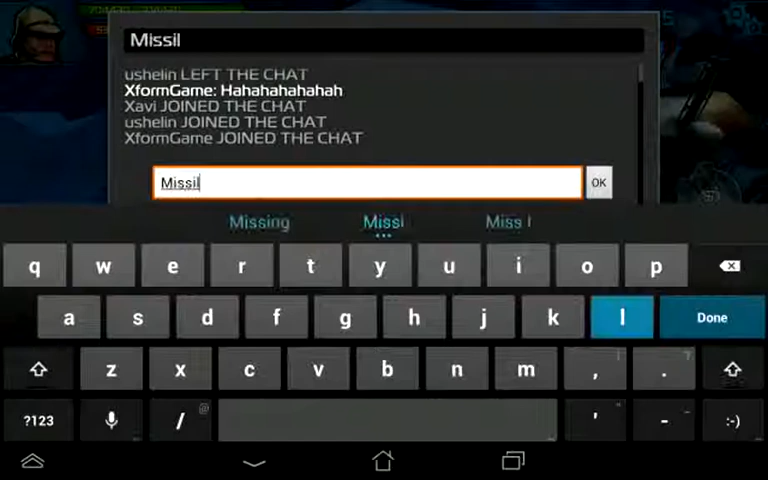 Missil
ushelin LEFT THE CHAT
XformGame: Hahahahahahah
Xavi JOINED THE CHAT
ushelin JOINED THE CHAT
XformGame JOINED THE CHAT
Missil OK
Missing Missi Miss I
q w e r t y u i o p
a s d f g h j k l Done
z x c v b n m , .
?123 / @ ' " - _ :-)